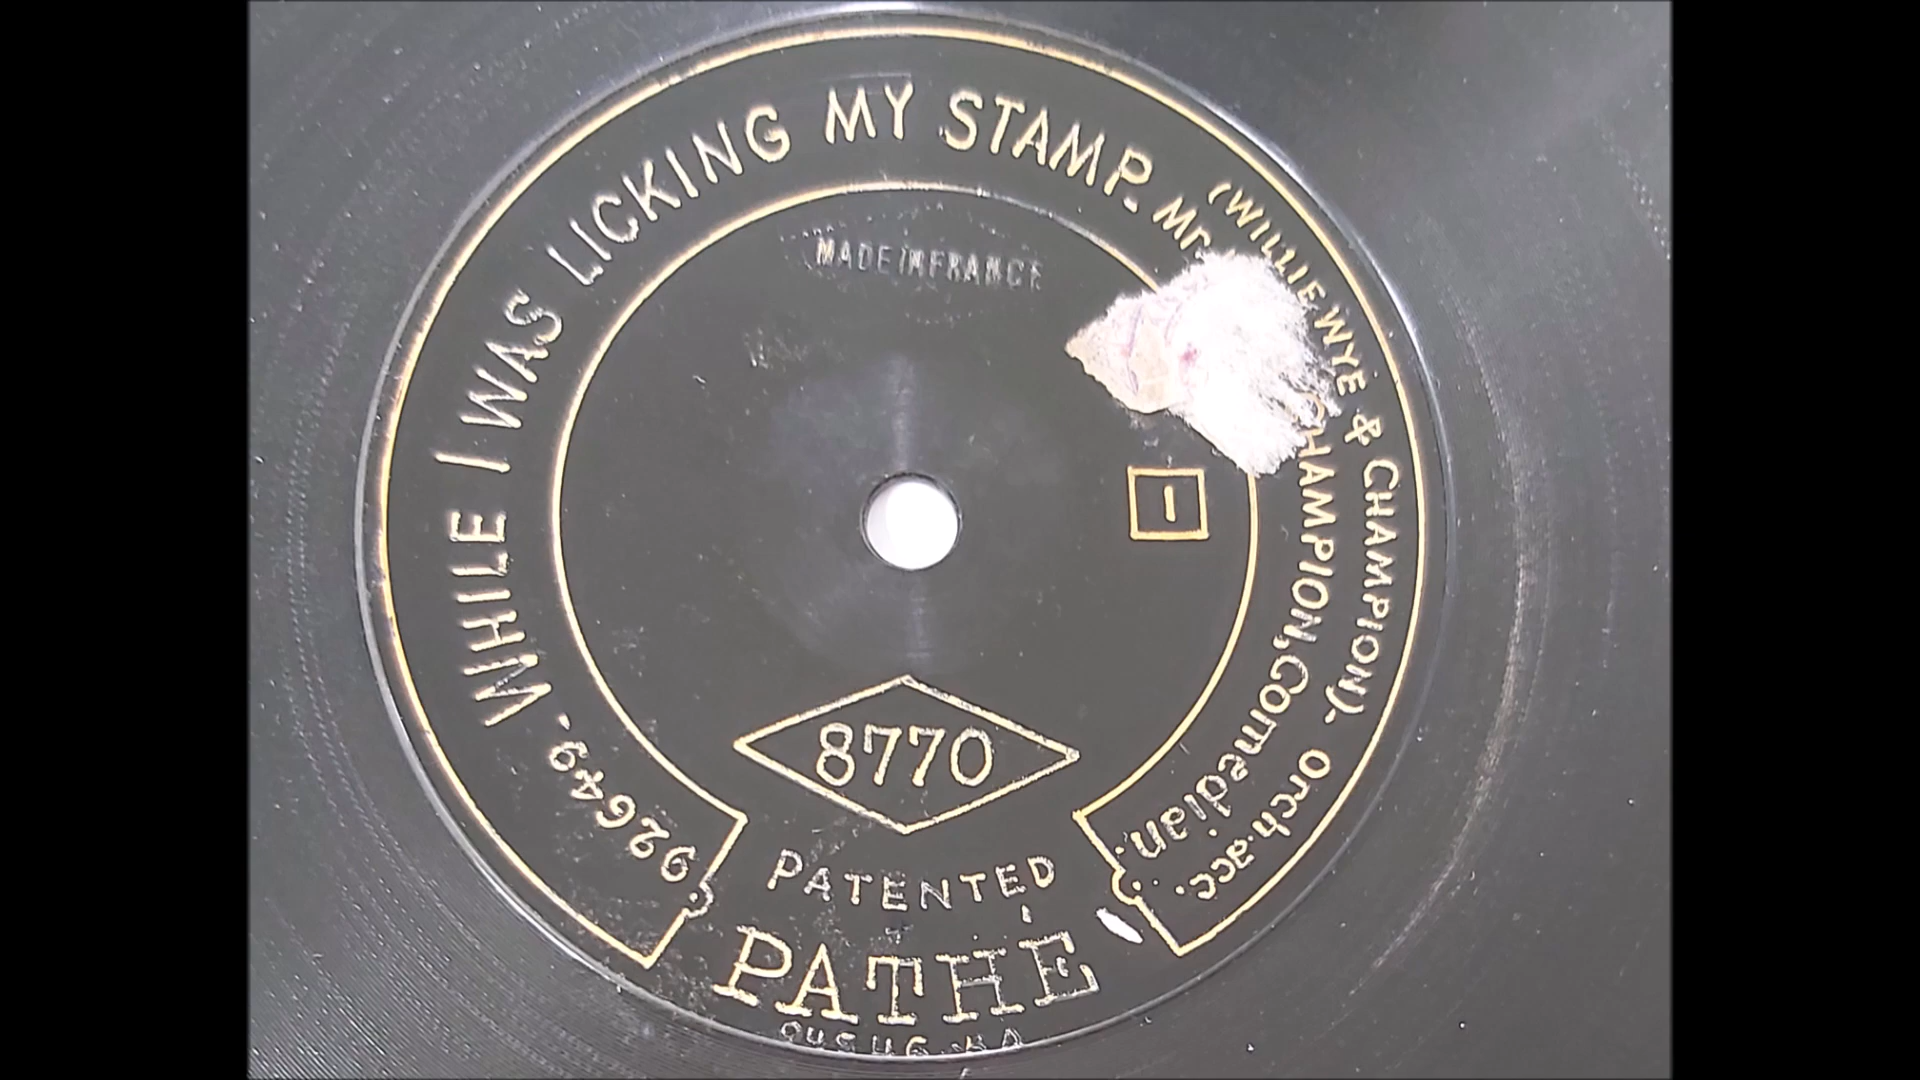 92649. WHILE I WAS LICKING MY STAMP. Mr CHAMPION, Comedian.
(WILLIE WYE & CHAMPION). Orch.acc.
MADE IN FRANCE
1
8770
PATENTED
PATHÉ